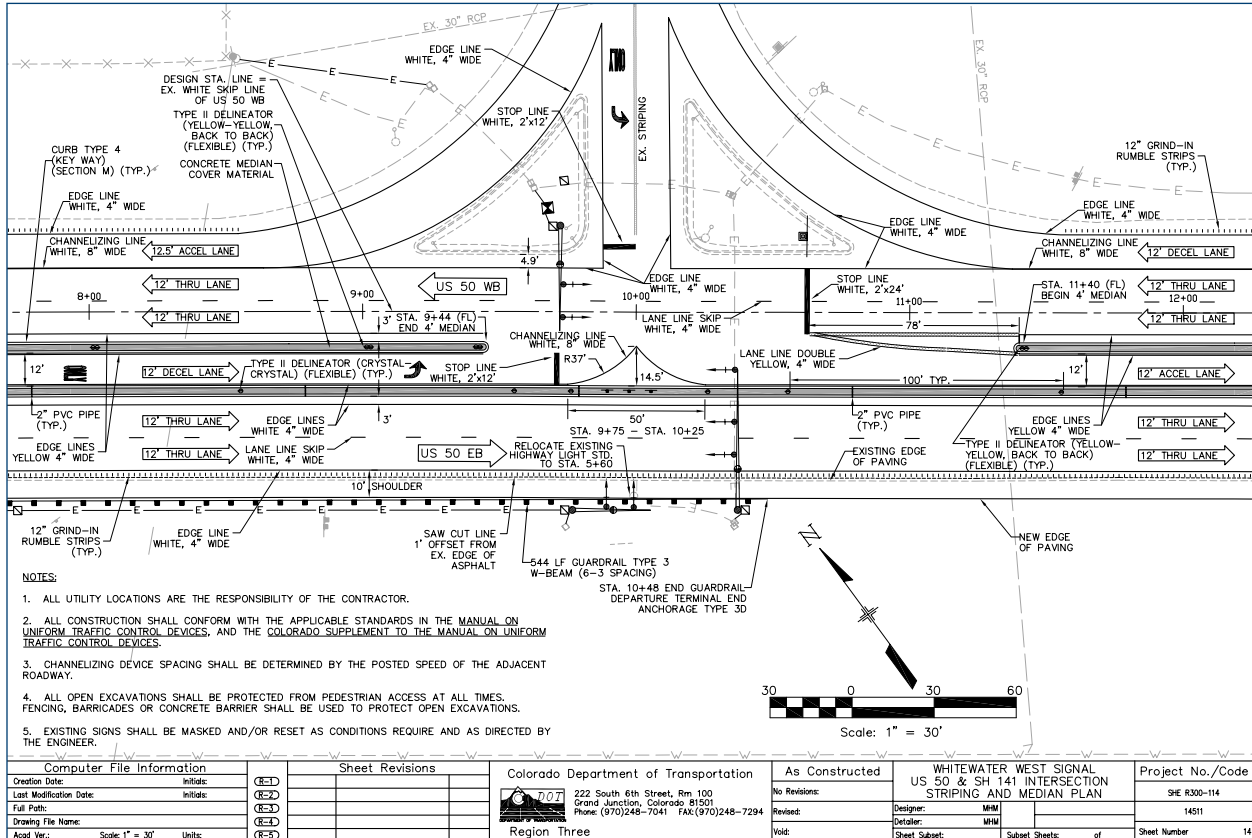 EX. 30" RCP
EDGE LINE
WHITE, 4" WIDE
ONLY
EX. 30" RCP
DESIGN STA. LINE =
EX. WHITE SKIP LINE
OF US 50 WB
TYPE II DELINEATOR
(YELLOW-YELLOW,
BACK TO BACK)
(FLEXIBLE) (TYP.)
STOP LINE
WHITE, 2'x12'
EX. STRIPING
CURB TYPE 4
(KEY WAY)
(SECTION M) (TYP.)
CONCRETE MEDIAN
COVER MATERIAL
12" GRIND-IN
RUMBLE STRIPS
(TYP.)
EDGE LINE
WHITE, 4" WIDE
EDGE LINE
WHITE, 4" WIDE
EDGE LINE
WHITE, 4" WIDE
CHANNELIZING LINE
WHITE, 8" WIDE
12.5' ACCEL LANE
4.9'
CHANNELIZING LINE
WHITE, 8" WIDE
12' DECEL LANE
EDGE LINE
WHITE, 4" WIDE
STOP LINE
WHITE, 2'x24'
STA. 11+40 (FL)
BEGIN 4' MEDIAN
12' THRU LANE
US 50 WB
12' THRU LANE
8+00
9+00
10+00
11+00
12+00
12' THRU LANE
3'
STA. 9+44 (FL)
END 4' MEDIAN
LANE LINE SKIP
WHITE, 4" WIDE
12' THRU LANE
78'
CHANNELIZING LINE
WHITE, 8" WIDE
R37'
LANE LINE DOUBLE
YELLOW, 4" WIDE
12'
ONLY
12' DECEL LANE
TYPE II DELINEATOR (CRYSTAL-
CRYSTAL) (FLEXIBLE) (TYP.)
STOP LINE
WHITE, 2'x12'
14.5'
100' TYP.
12'
12' ACCEL LANE
2" PVC PIPE
(TYP.)
12' THRU LANE
EDGE LINES
WHITE 4" WIDE
3'
50'
STA. 9+75 - STA. 10+25
2" PVC PIPE
(TYP.)
EDGE LINES
YELLOW 4" WIDE
12' THRU LANE
EDGE LINES
YELLOW 4" WIDE
12' THRU LANE
LANE LINE SKIP
WHITE, 4" WIDE
US 50 EB
RELOCATE EXISTING
HIGHWAY LIGHT STD.
TO STA. 5+60
EXISTING EDGE
OF PAVING
TYPE II DELINEATOR (YELLOW-
YELLOW, BACK TO BACK)
(FLEXIBLE) (TYP.)
12' THRU LANE
10' SHOULDER
12" GRIND-IN
RUMBLE STRIPS
(TYP.)
EDGE LINE
WHITE, 4" WIDE
SAW CUT LINE
1' OFFSET FROM
EX. EDGE OF
ASPHALT
544 LF GUARDRAIL TYPE 3
W-BEAM (6-3 SPACING)
STA. 10+48 END GUARDRAIL
DEPARTURE TERMINAL END
ANCHORAGE TYPE 3D
N
NEW EDGE
OF PAVING
NOTES:
1. ALL UTILITY LOCATIONS ARE THE RESPONSIBILITY OF THE CONTRACTOR.
2. ALL CONSTRUCTION SHALL CONFORM WITH THE APPLICABLE STANDARDS IN THE MANUAL ON
UNIFORM TRAFFIC CONTROL DEVICES, AND THE COLORADO SUPPLEMENT TO THE MANUAL ON UNIFORM
TRAFFIC CONTROL DEVICES.
3. CHANNELIZING DEVICE SPACING SHALL BE DETERMINED BY THE POSTED SPEED OF THE ADJACENT
ROADWAY.
4. ALL OPEN EXCAVATIONS SHALL BE PROTECTED FROM PEDESTRIAN ACCESS AT ALL TIMES.
FENCING, BARRICADES OR CONCRETE BARRIER SHALL BE USED TO PROTECT OPEN EXCAVATIONS.
5. EXISTING SIGNS SHALL BE MASKED AND/OR RESET AS CONDITIONS REQUIRE AND AS DIRECTED BY
THE ENGINEER.
30 0 30 60
Scale: 1" = 30'
Computer File Information
Creation Date: Initials:
Last Modification Date: Initials:
Full Path:
Drawing File Name:
Acad Ver.: Scale: 1" = 30' Units:
R-1
R-2
R-3
R-4
R-5
Sheet Revisions
Colorado Department of Transportation
DOT
222 South 6th Street, Rm 100
Grand Junction, Colorado 81501
Phone: (970)248-7041 FAX:(970)248-7294
Region Three
As Constructed
No Revisions:
Revised:
Void:
WHITEWATER WEST SIGNAL
US 50 & SH 141 INTERSECTION
STRIPING AND MEDIAN PLAN
Designer: MHM
Detailer: MHM
Sheet Subset: Subset Sheets: of
Project No./Code
SHE R300-114
14511
Sheet Number 14